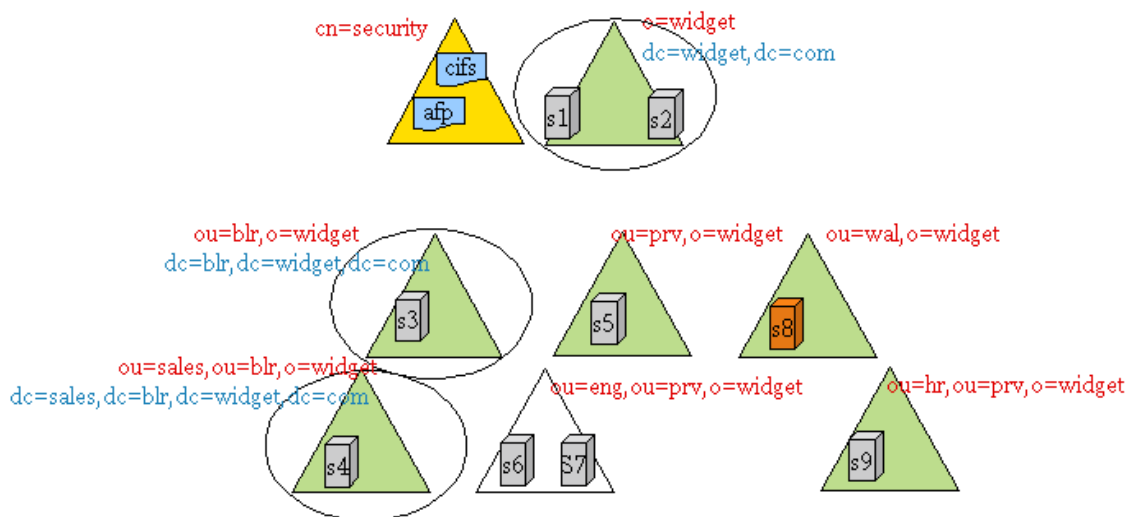 cn=security
cifs
afp
o=widget
dc=widget,dc=com
s1
s2
ou=blr,o=widget
dc=blr,dc=widget,dc=com
s3
ou=prv,o=widget
s5
ou=wal,o=widget
s8
ou=sales,ou=blr,o=widget
dc=sales,dc=blr,dc=widget,dc=com
s4
ou=eng,ou=prv,o=widget
s6
S7
ou=hr,ou=prv,o=widget
s9